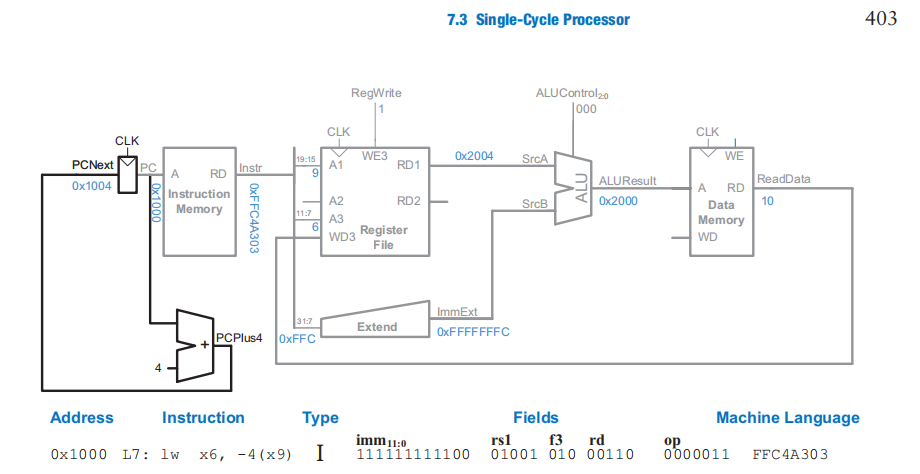 7.3 Single-Cycle Processor 403
RegWrite ALUControl2:0
1 000
CLK CLK CLK
PCNext PC A RD Instr 19:15 A1 WE3 RD1 0x2004 SrcA WE
0x1004 0x1000 Instruction Memory 0xFFC4A303 9 ALU ALUResult A RD ReadData
A2 RD2 SrcB 0x2000 Data Memory 10
11:7 A3 Register File
6 WD3 WD
31:7 Extend ImmExt
0xFFC 0xFFFFFFFC
+ PCPlus4
4
Address Instruction Type Fields Machine Language
imm11:0 rs1 f3 rd op
0x1000 L7: lw x6, -4(x9) I 111111111100 01001 010 00110 0000011 FFC4A303